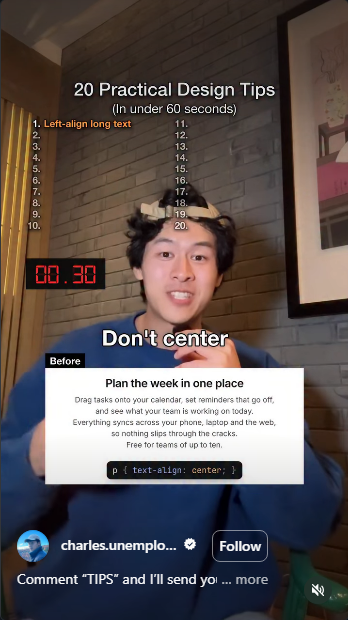 20 Practical Design Tips
(In under 60 seconds)
1. Left-align long text
2.
3.
4.
5.
6.
7.
8.
9.
10.
11.
12.
13.
14.
15.
16.
17.
18.
19.
20.
00.30
Don't center
Before
Plan the week in one place
Drag tasks onto your calendar, set reminders that go off,
and see what your team is working on today.
Everything syncs across your phone, laptop and the web,
so nothing slips through the cracks.
Free for teams of up to ten.
p { text-align: center; }
charles.unemplo...
Follow
Comment “TIPS” and I’ll send you ... more